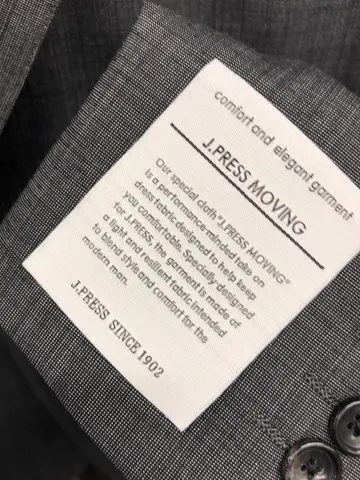 comfort and elegant garment
J.PRESS MOVING
Our special cloth "J.PRESS MOVING"
is a performance-minded take on
dress fabric designed to help keep
you comfortable. Specially-designed
for J.PRESS, the garment is made of
a light and resilient fabric intended
to blend style and comfort for the
modern man.
J.PRESS SINCE 1902